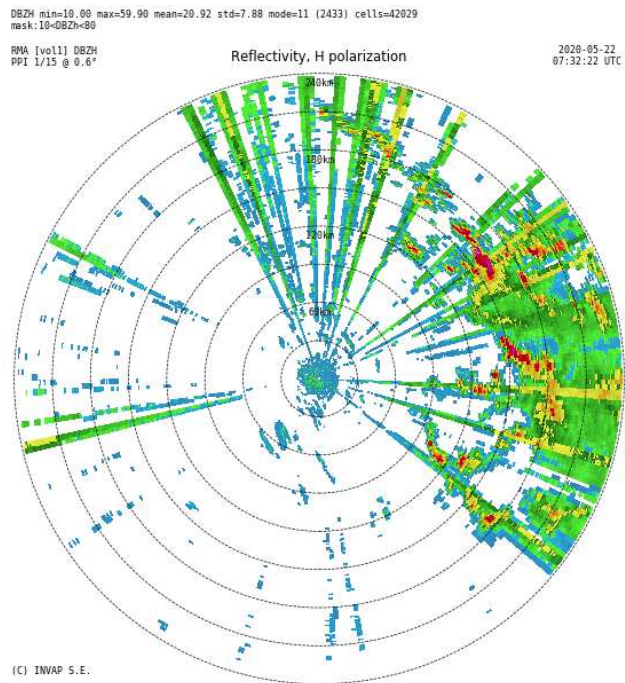 DBZH min=10.00 max=59.90 mean=20.92 std=7.88 mode=11 (2433) cells=42029
mask:10<DBZh<80
RMA [vol1] DBZH
PPI 1/15 @ 0.6°
Reflectivity, H polarization
2020-05-22
07:32:22 UTC
240km
180km
120km
60km
(C) INVAP S.E.